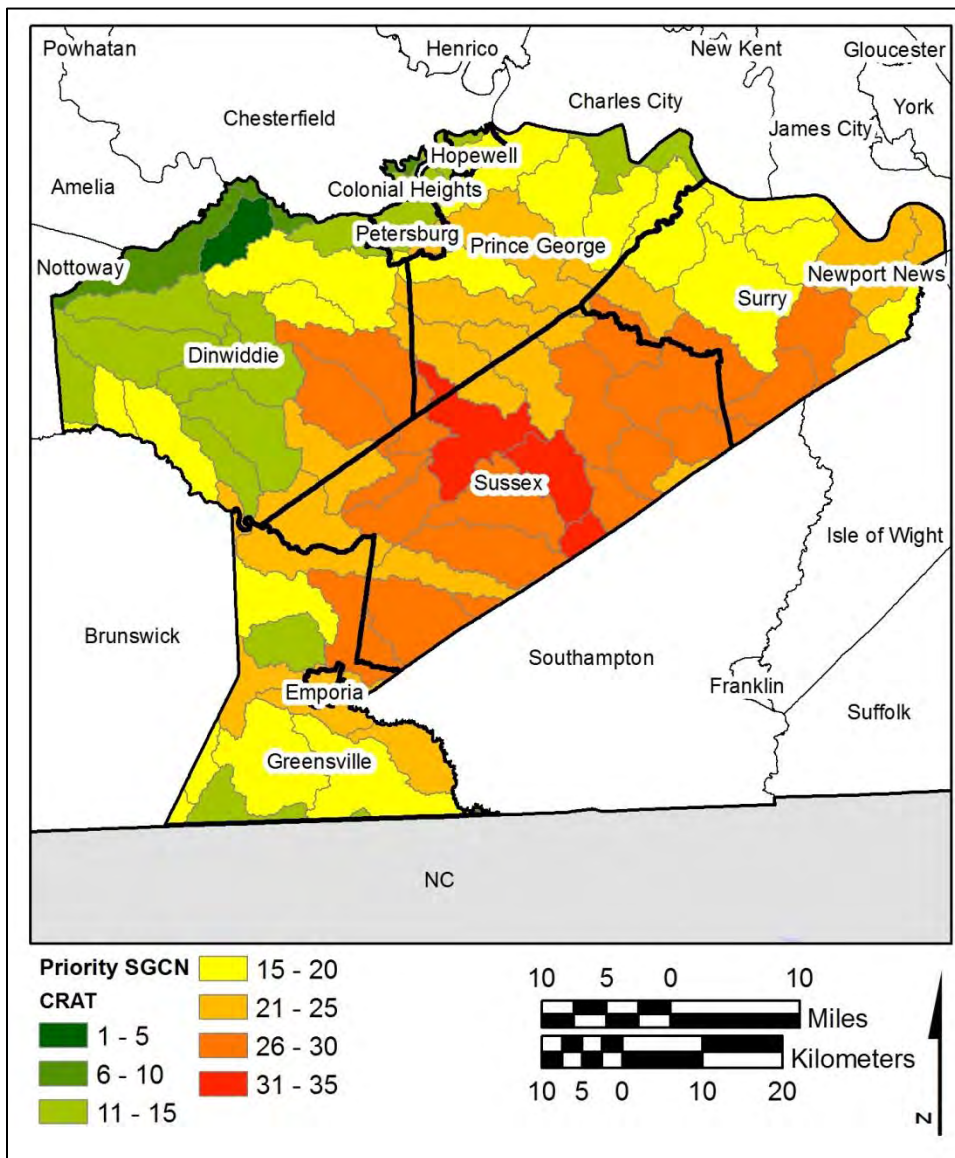 Powhatan
Henrico
New Kent
Gloucester
York
Charles City
Chesterfield
James City
Hopewell
Amelia
Colonial Heights
Petersburg
Prince George
Nottoway
Newport News
Surry
Dinwiddie
Sussex
Isle of Wight
Brunswick
Southampton
Franklin
Emporia
Suffolk
Greensville
NC
Priority SGCN
CRAT
1 - 5
6 - 10
11 - 15
15 - 20
21 - 25
26 - 30
31 - 35
10 5 0 10
Miles
Kilometers
10 5 0 10 20
N